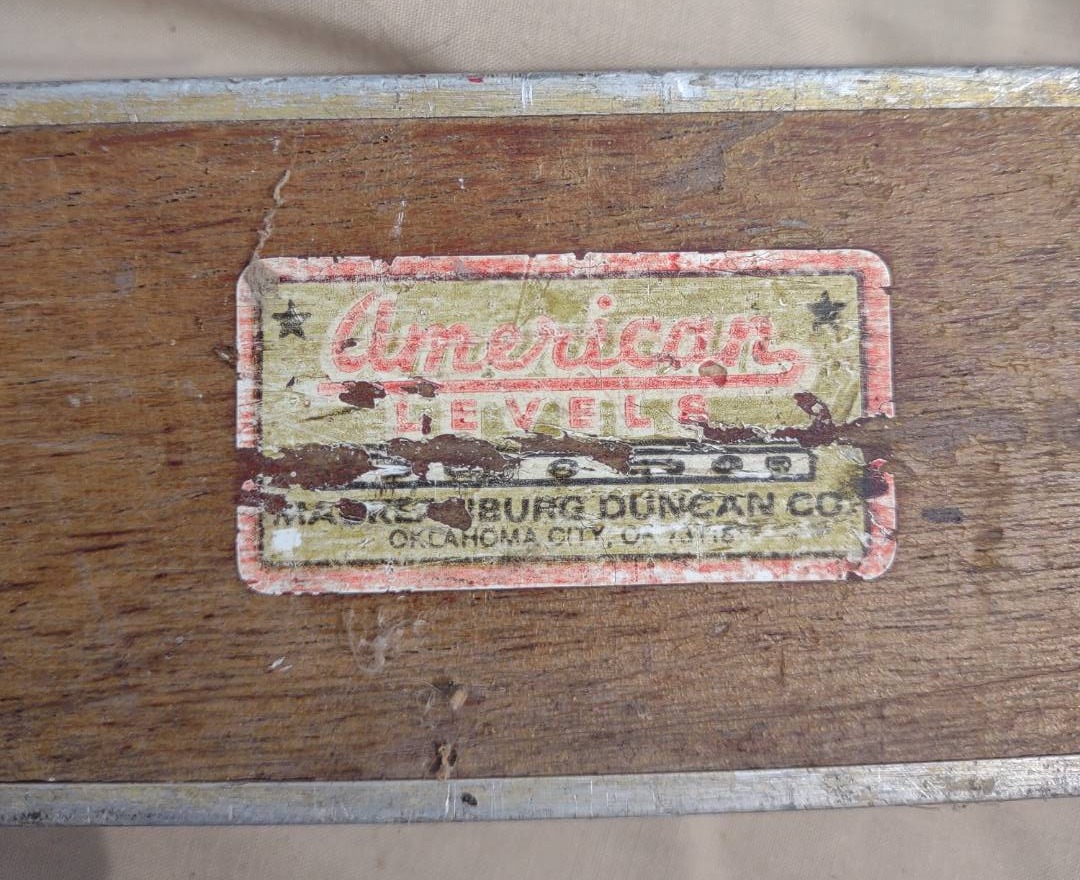 American
LEVELS
DUNCAN CO.
OKLAHOMA CITY,